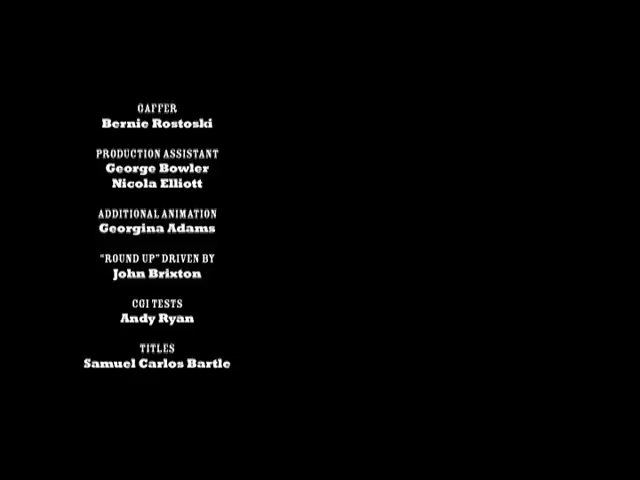 GAFFER
Bernie Rostoski
PRODUCTION ASSISTANT
George Bowler
Nicola Elliott
ADDITIONAL ANIMATION
Georgina Adams
"ROUND UP" DRIVEN BY
John Brixton
CGI TESTS
Andy Ryan
TITLES
Samuel Carlos Bartle